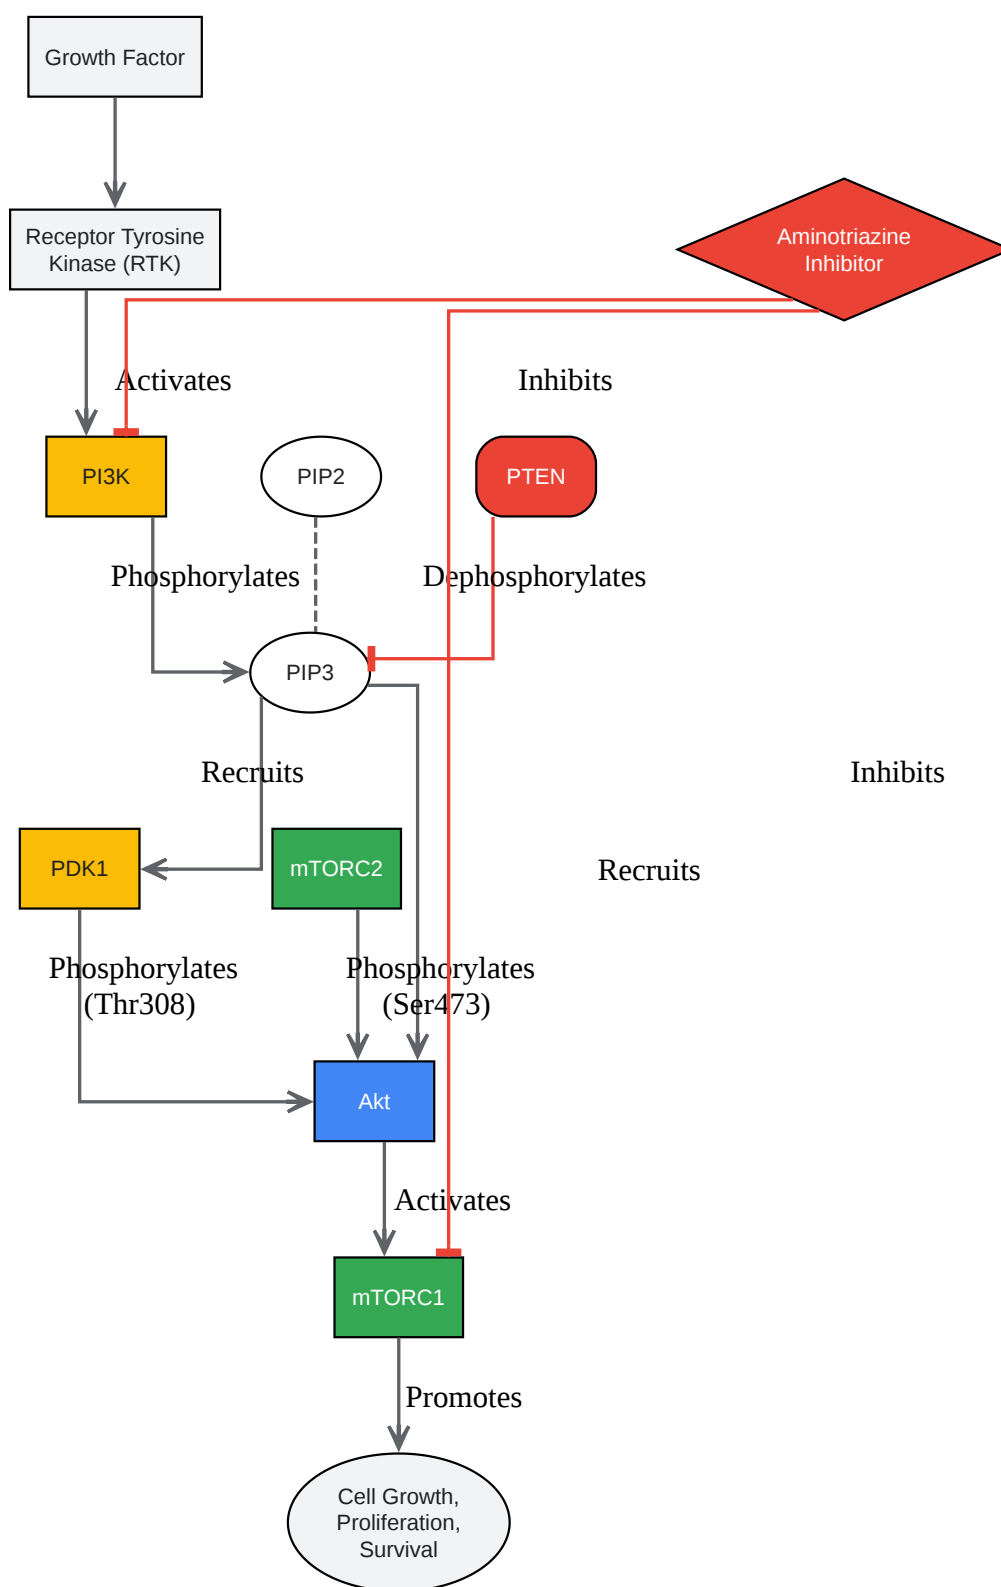 Growth Factor
Receptor Tyrosine
Kinase (RTK)
Aminotriazine
Inhibitor
Activates
Inhibits
PI3K
PIP2
PTEN
Phosphorylates
Dephosphorylates
PIP3
Recruits
Inhibits
PDK1
mTORC2
Recruits
Phosphorylates
(Thr308)
Phosphorylates
(Ser473)
Akt
Activates
mTORC1
Promotes
Cell Growth,
Proliferation,
Survival